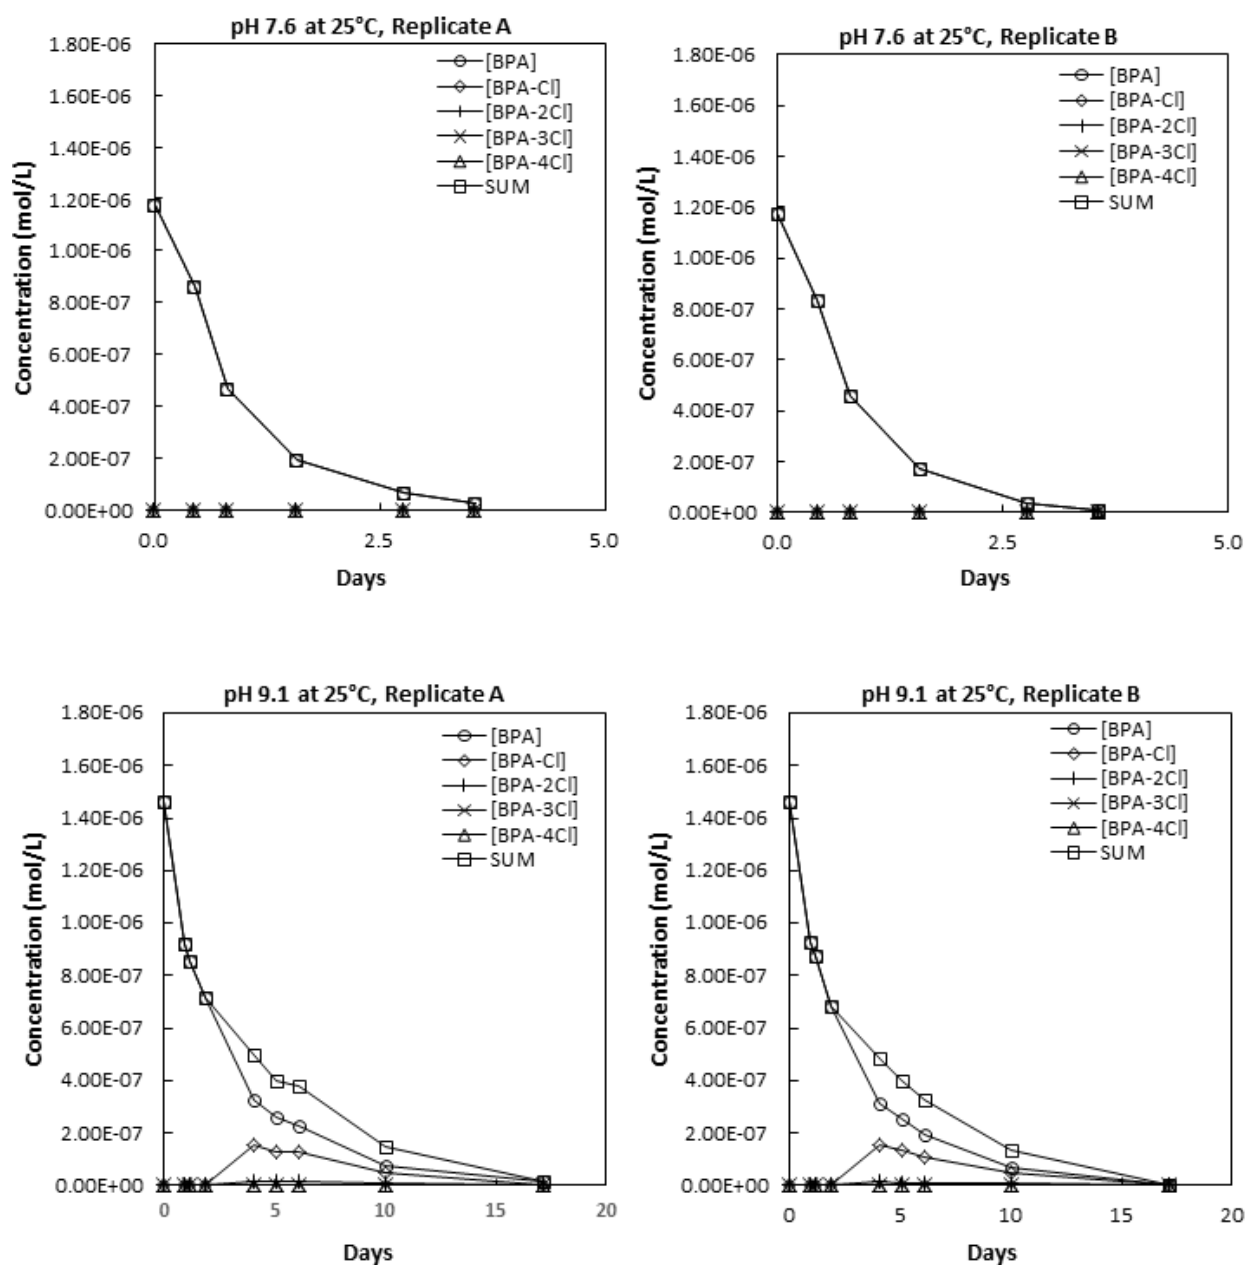 pH 7.6 at 25°C, Replicate A
1.80E-06
1.60E-06
1.40E-06
1.20E-06
1.00E-06
8.00E-07
6.00E-07
4.00E-07
2.00E-07
0.00E+00
Concentration (mol/L)
[BPA]
[BPA-Cl]
[BPA-2Cl]
[BPA-3Cl]
[BPA-4Cl]
SUM
0.0 2.5 5.0
Days
pH 7.6 at 25°C, Replicate B
1.80E-06
1.60E-06
1.40E-06
1.20E-06
1.00E-06
8.00E-07
6.00E-07
4.00E-07
2.00E-07
0.00E+00
Concentration (mol/L)
[BPA]
[BPA-Cl]
[BPA-2Cl]
[BPA-3Cl]
[BPA-4Cl]
SUM
0.0 2.5 5.0
Days
pH 9.1 at 25°C, Replicate A
1.80E-06
1.60E-06
1.40E-06
1.20E-06
1.00E-06
8.00E-07
6.00E-07
4.00E-07
2.00E-07
0.00E+00
Concentration (mol/L)
[BPA]
[BPA-Cl]
[BPA-2Cl]
[BPA-3Cl]
[BPA-4Cl]
SUM
0 5 10 15 20
Days
pH 9.1 at 25°C, Replicate B
1.80E-06
1.60E-06
1.40E-06
1.20E-06
1.00E-06
8.00E-07
6.00E-07
4.00E-07
2.00E-07
0.00E+00
Concentration (mol/L)
[BPA]
[BPA-Cl]
[BPA-2Cl]
[BPA-3Cl]
[BPA-4Cl]
SUM
0 5 10 15 20
Days